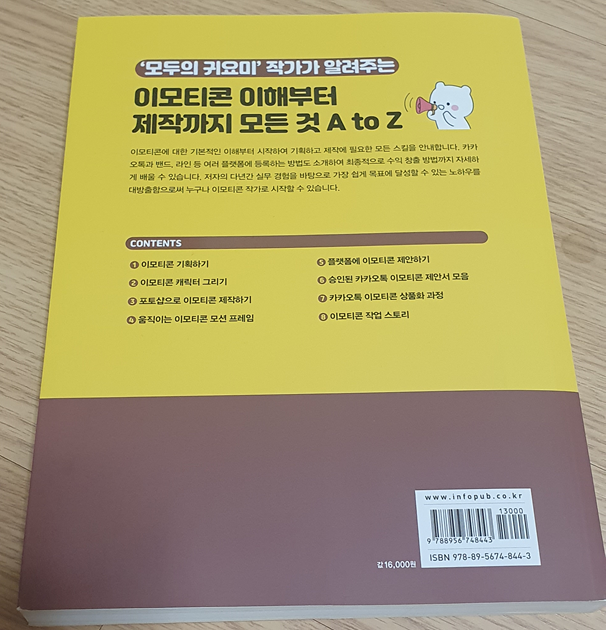 '모두의 귀요미' 작가가 알려주는
이모티콘 이해부터
제작까지 모든 것 A to Z
이모티콘에 대한 기본적인 이해부터 시작하여 기획하고 제작에 필요한 모든 스킬을 안내합니다. 카카
오톡과 밴드, 라인 등 여러 플랫폼에 등록하는 방법도 소개하여 최종적으로 수익 창출 방법까지 자세하
게 배울 수 있습니다. 저자의 다년간 실무 경험을 바탕으로 가장 쉽게 목표에 달성할 수 있는 노하우를
대방출함으로써 누구나 이모티콘 작가로 시작할 수 있습니다.
CONTENTS
1 이모티콘 기획하기
2 이모티콘 캐릭터 그리기
3 포토샵으로 이모티콘 제작하기
4 움직이는 이모티콘 모션 프레임
5 플랫폼에 이모티콘 제안하기
6 승인된 카카오톡 이모티콘 제안서 모음
7 카카오톡 이모티콘 상품화 과정
8 이모티콘 작업 스토리
www.infopub.co.kr
13000
9 788956 748443
ISBN 978-89-5674-844-3
값 16,000원